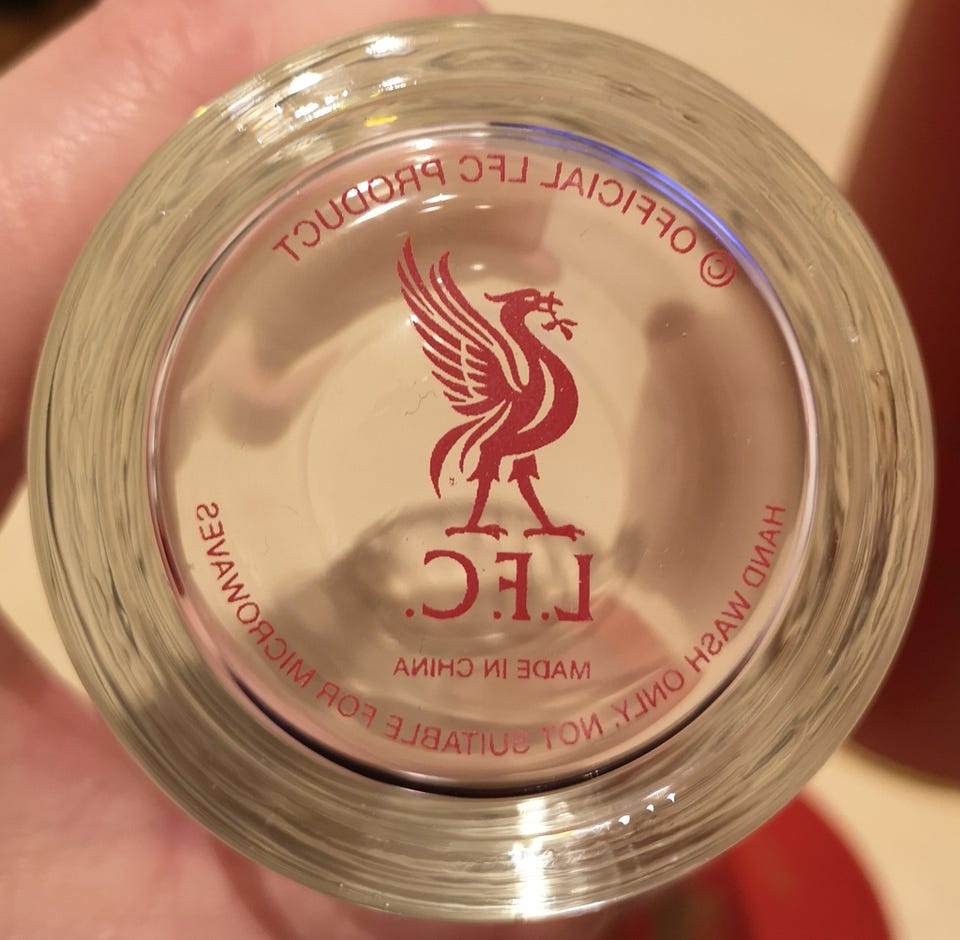 © OFFICIAL LFC PRODUCT
L.F.C.
MADE IN CHINA
HAND WASH ONLY, NOT SUITABLE FOR MICROWAVES